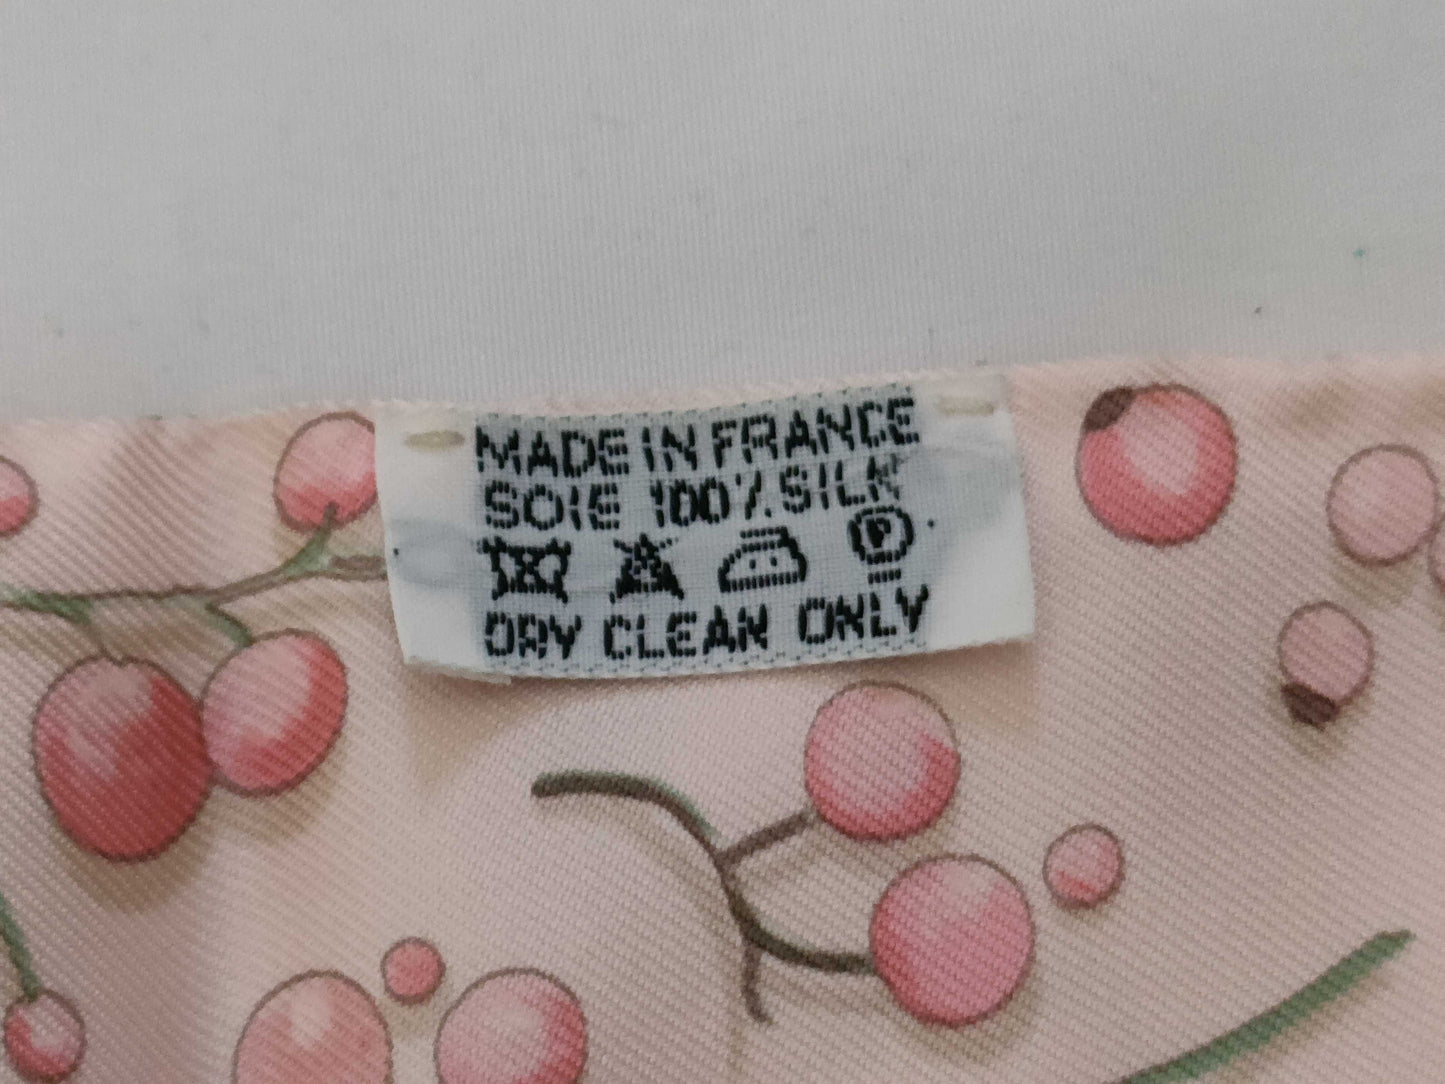 MADE IN FRANCE
SOIE 100% SILK
P
DRY CLEAN ONLY